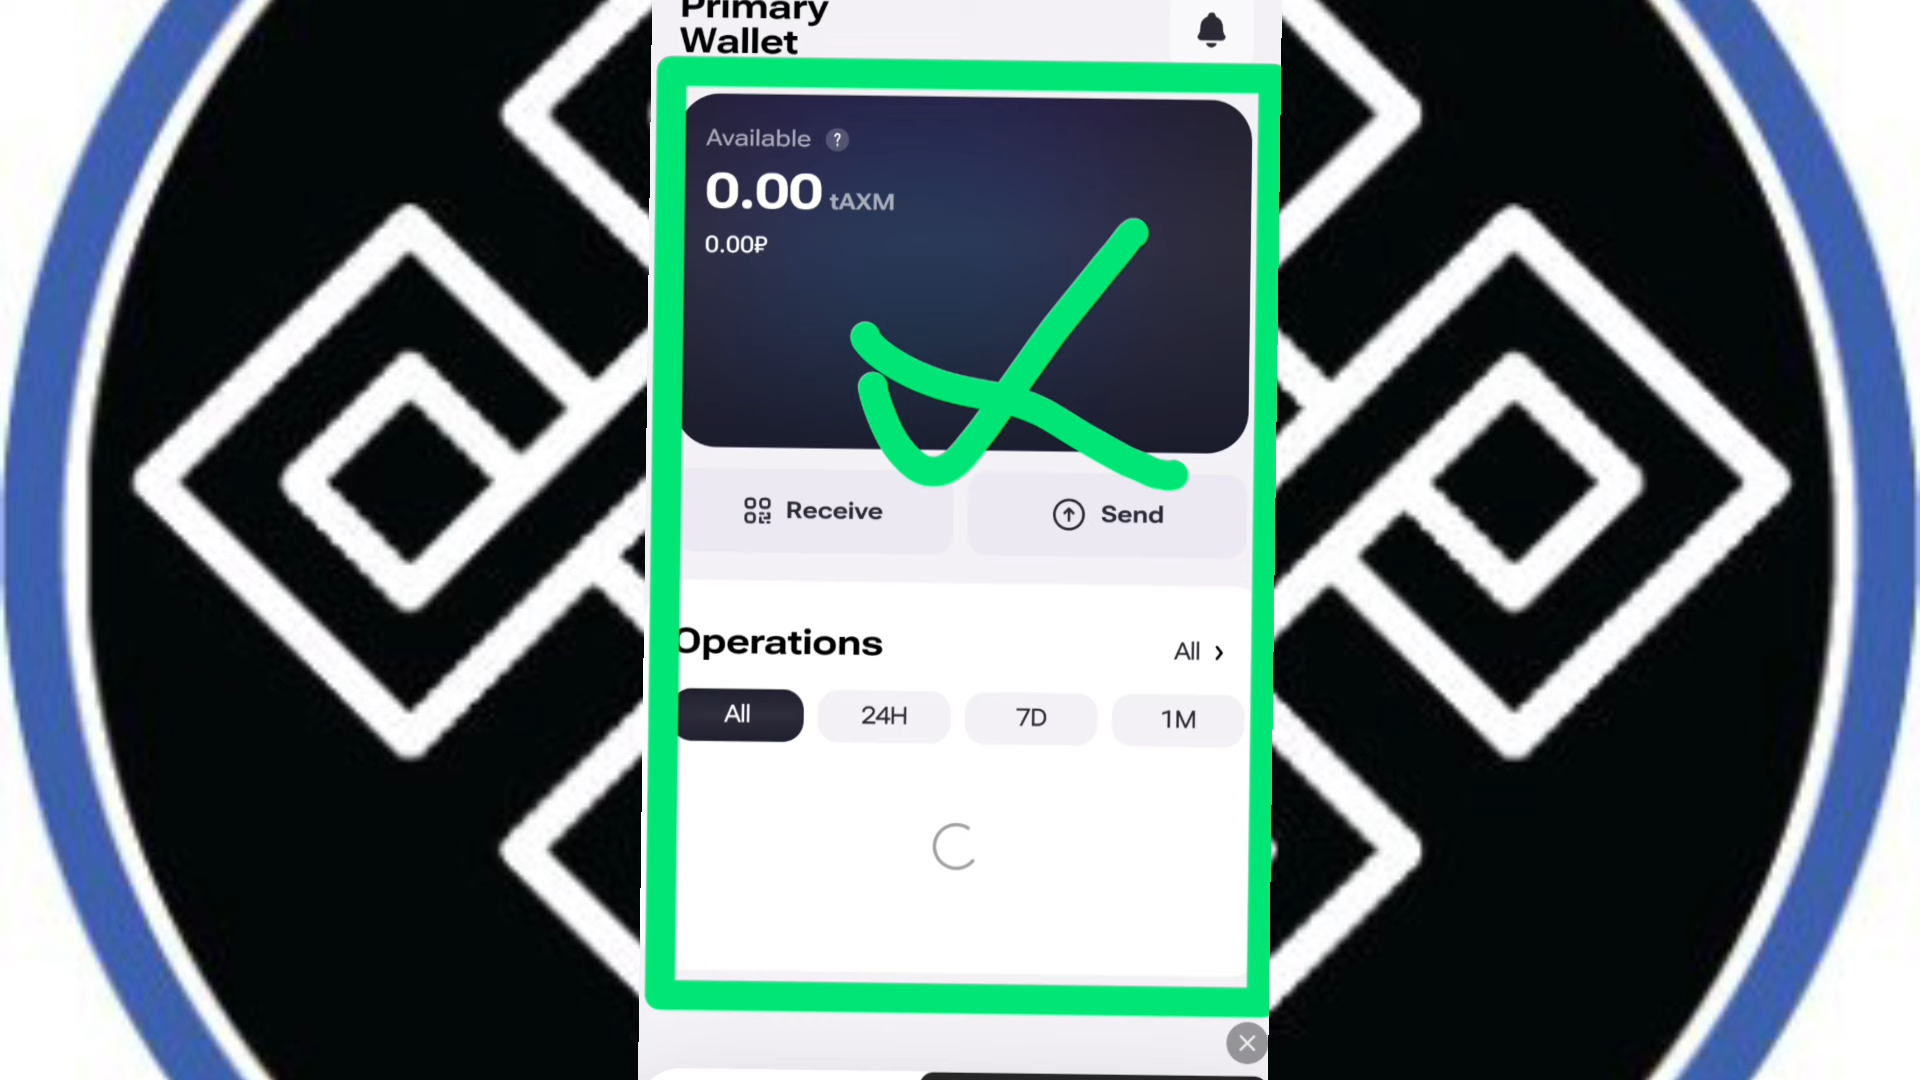 Primary
Wallet
Available ?
0.00 tAXM
0.00₽
Receive
Send
Operations
All
All
24H
7D
1M